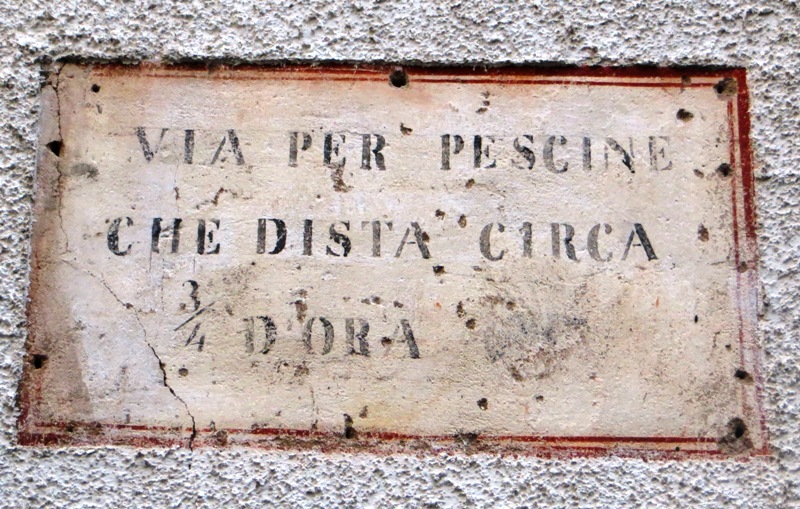 VIA PER PESCINE
CHE DISTA CIRCA
3/4 D'ORA